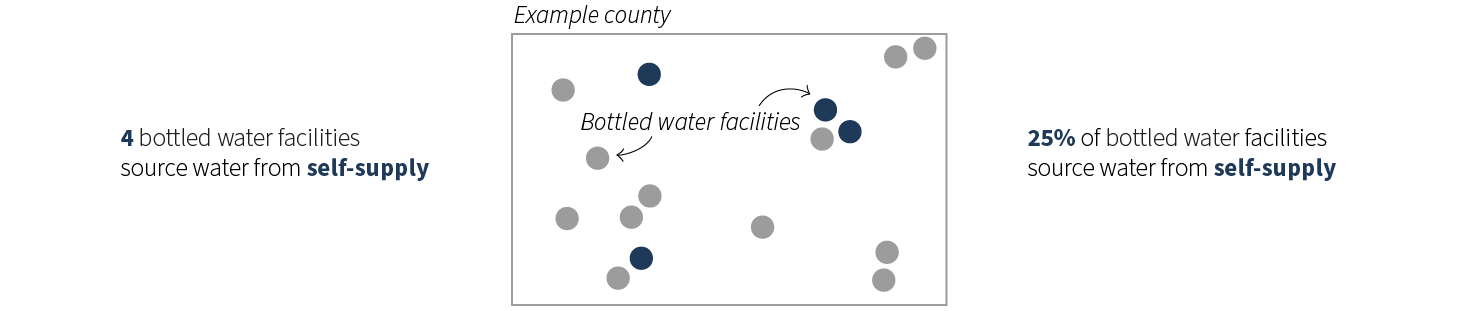 Example county
4 bottled water facilities
source water from self-supply
Bottled water facilities
25% of bottled water facilities
source water from self-supply